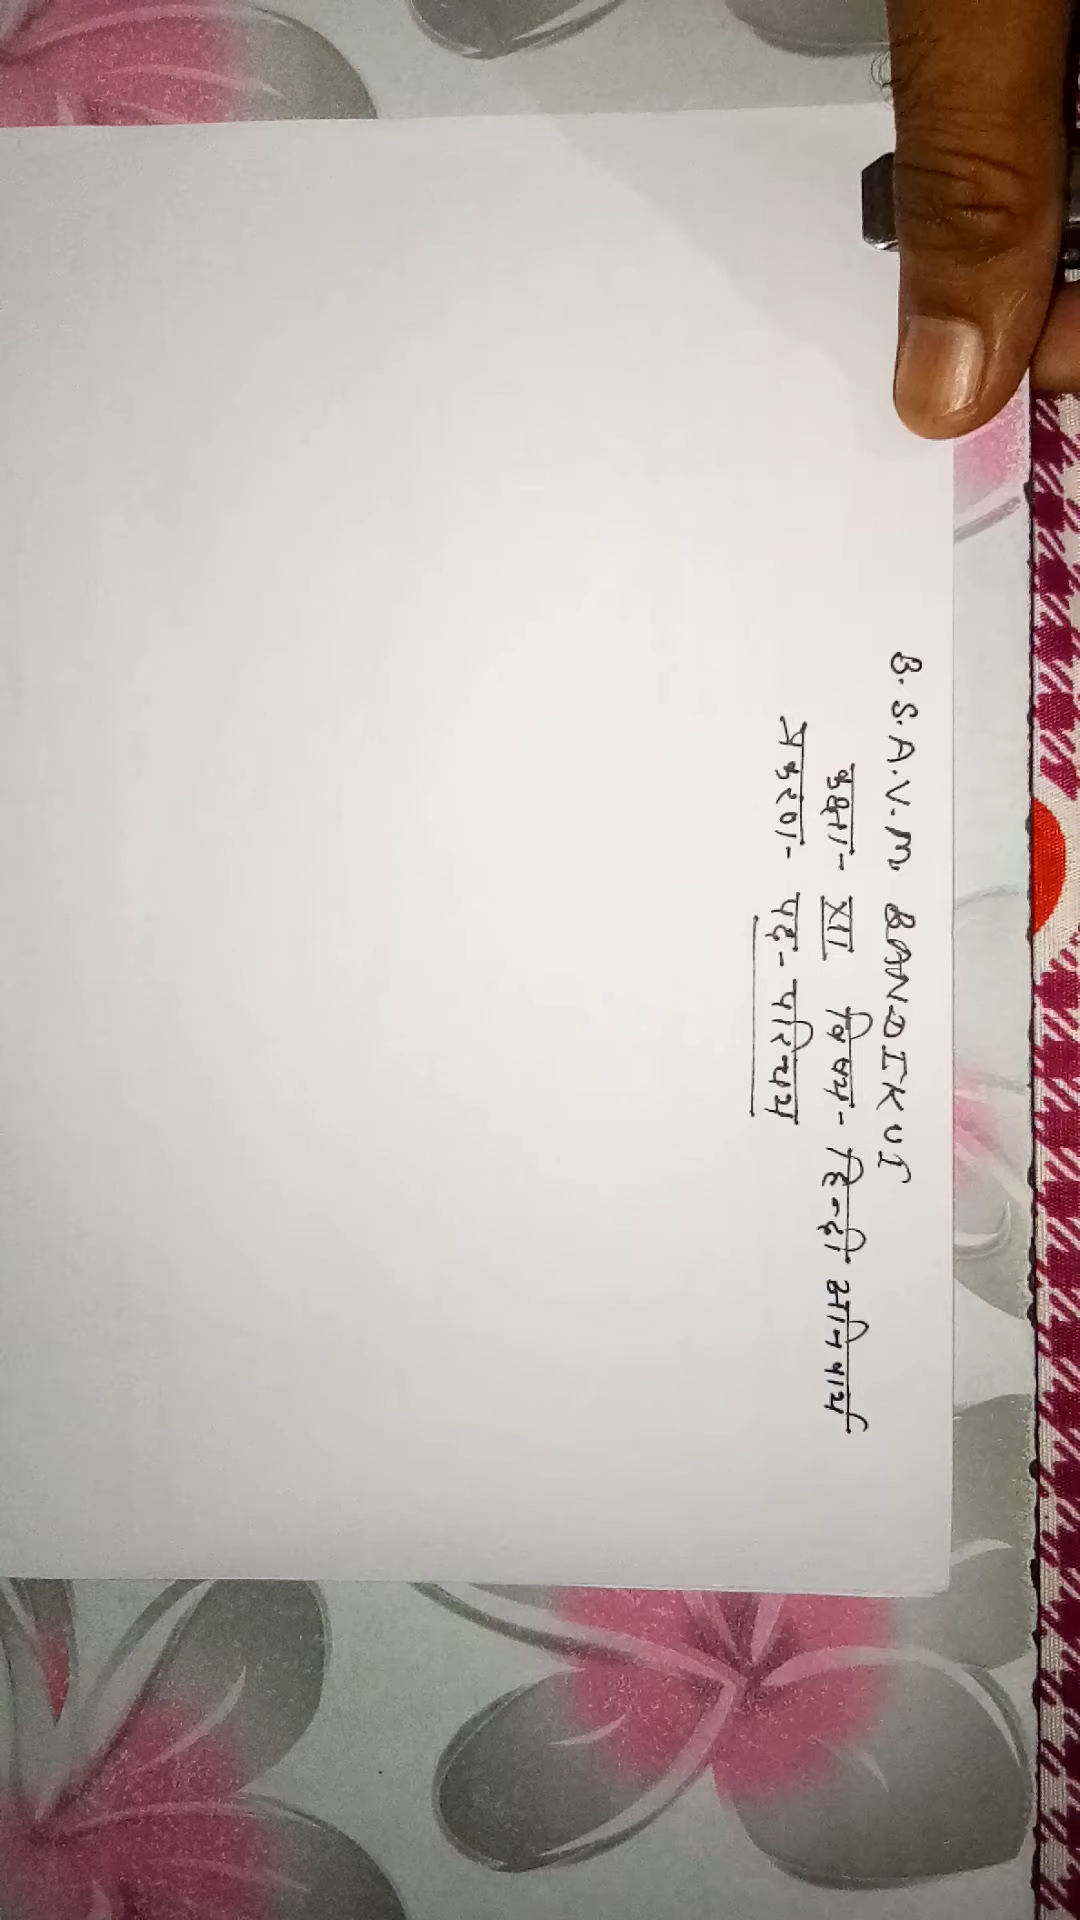 B.S.A.V.M. BANDIKUI
कक्षा - XII विषय - हिन्दी अनिवार्य
प्रकरण - पद - परिचय